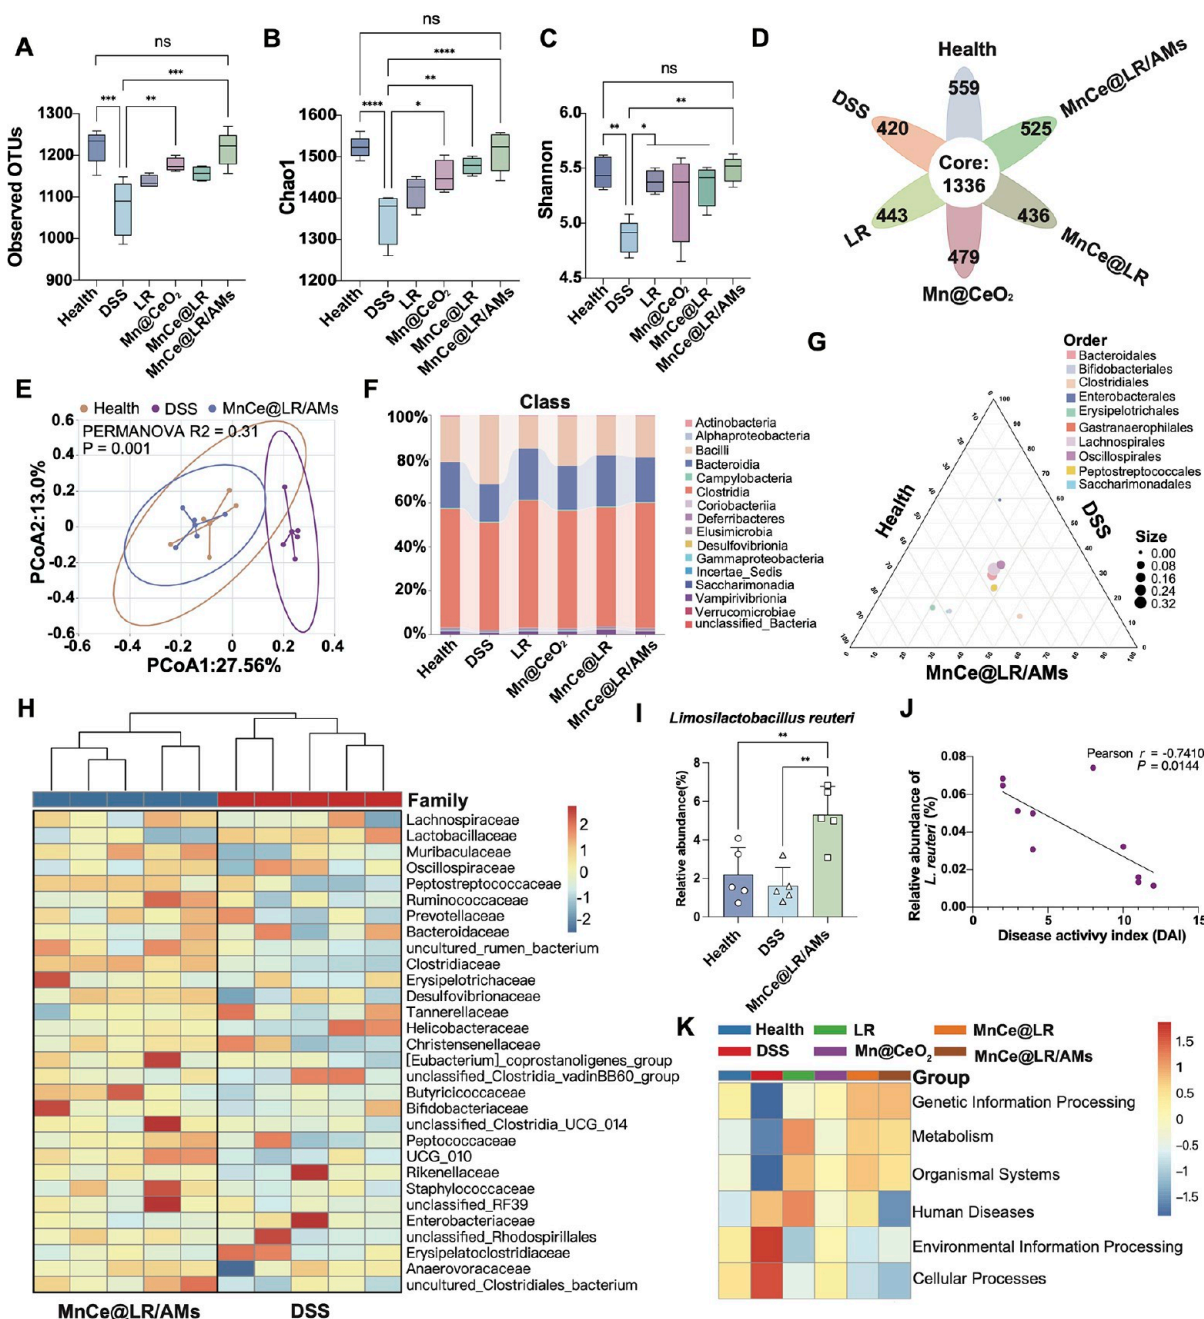 A
ns
***
***
**
Observed OTUs
1300
1200
1100
1000
900
Health
DSS
LR
Mn@CeO₂
MnCe@LR
MnCe@LR/AMs
B
ns
****
**
****
*
Chao1
1600
1500
1400
1300
1200
Health
DSS
LR
Mn@CeO₂
MnCe@LR
MnCe@LR/AMs
C
ns
**
**
*
Shannon
6.0
5.5
5.0
4.5
Health
DSS
LR
Mn@CeO₂
MnCe@LR
MnCe@LR/AMs
D
Health
559
MnCe@LR/AMs
525
DSS
420
Core:
1336
LR
443
436
MnCe@LR
479
Mn@CeO₂
E
Health DSS MnCe@LR/AMs
PERMANOVA R2 = 0.31
P = 0.001
PCoA2:13.0%
0.6
0.4
0.2
0
-0.2
-0.4
-0.6
-0.6 -0.4 -0.2 0 0.2 0.4
PCoA1:27.56%
F
Class
100%
80%
60%
40%
20%
0%
Health
DSS
LR
Mn@CeO₂
MnCe@LR
MnCe@LR/AMs
Actinobacteria
Alphaproteobacteria
Bacilli
Bacteroidia
Campylobacteria
Clostridia
Coriobacteriia
Deferribacteres
Elusimicrobia
Desulfovibrionia
Gammaproteobacteria
Incertae_Sedis
Saccharimonadia
Vampirivibrionia
Verrucomicrobiae
unclassified_Bacteria
G
Order
Bacteroidales
Bifidobacteriales
Clostridiales
Enterobacterales
Erysipelotrichales
Gastranaerophilales
Lachnospirales
Oscillospirales
Peptostreptococcales
Saccharimonadales
Size
0.00
0.08
0.16
0.24
0.32
Health
DSS
MnCe@LR/AMs
H
Family
Lachnospiraceae
Lactobacillaceae
Muribaculaceae
Oscillospiraceae
Peptostreptococcaceae
Ruminococcaceae
Prevotellaceae
Bacteroidaceae
uncultured_rumen_bacterium
Clostridiaceae
Erysipelotrichaceae
Desulfovibrionaceae
Tannerellaceae
Helicobacteraceae
Christensenellaceae
[Eubacterium]_coprostanoligenes_group
unclassified_Clostridia_vadinBB60_group
Butyricicoccaceae
Bifidobacteriaceae
unclassified_Clostridia_UCG_014
Peptococcaceae
UCG_010
Rikenellaceae
Staphylococcaceae
unclassified_RF39
Enterobacteriaceae
unclassified_Rhodospirillales
Erysipelatoclostridiaceae
Anaerovoracaceae
uncultured_Clostridiales_bacterium
2
1
0
-1
-2
MnCe@LR/AMs DSS
I
Limosilactobacillus reuteri
**
**
Relative abundance(%)
8
6
4
2
0
Health
DSS
MnCe@LR/AMs
J
Pearson r = -0.7410
P = 0.0144
Relative abundance of
L. reuteri (%)
0.08
0.06
0.04
0.02
0.00
0 5 10 15
Disease activivy index (DAI)
K
Health LR MnCe@LR
DSS Mn@CeO₂ MnCe@LR/AMs
Group
Genetic Information Processing
Metabolism
Organismal Systems
Human Diseases
Environmental Information Processing
Cellular Processes
1.5
1
0.5
0
-0.5
-1
-1.5